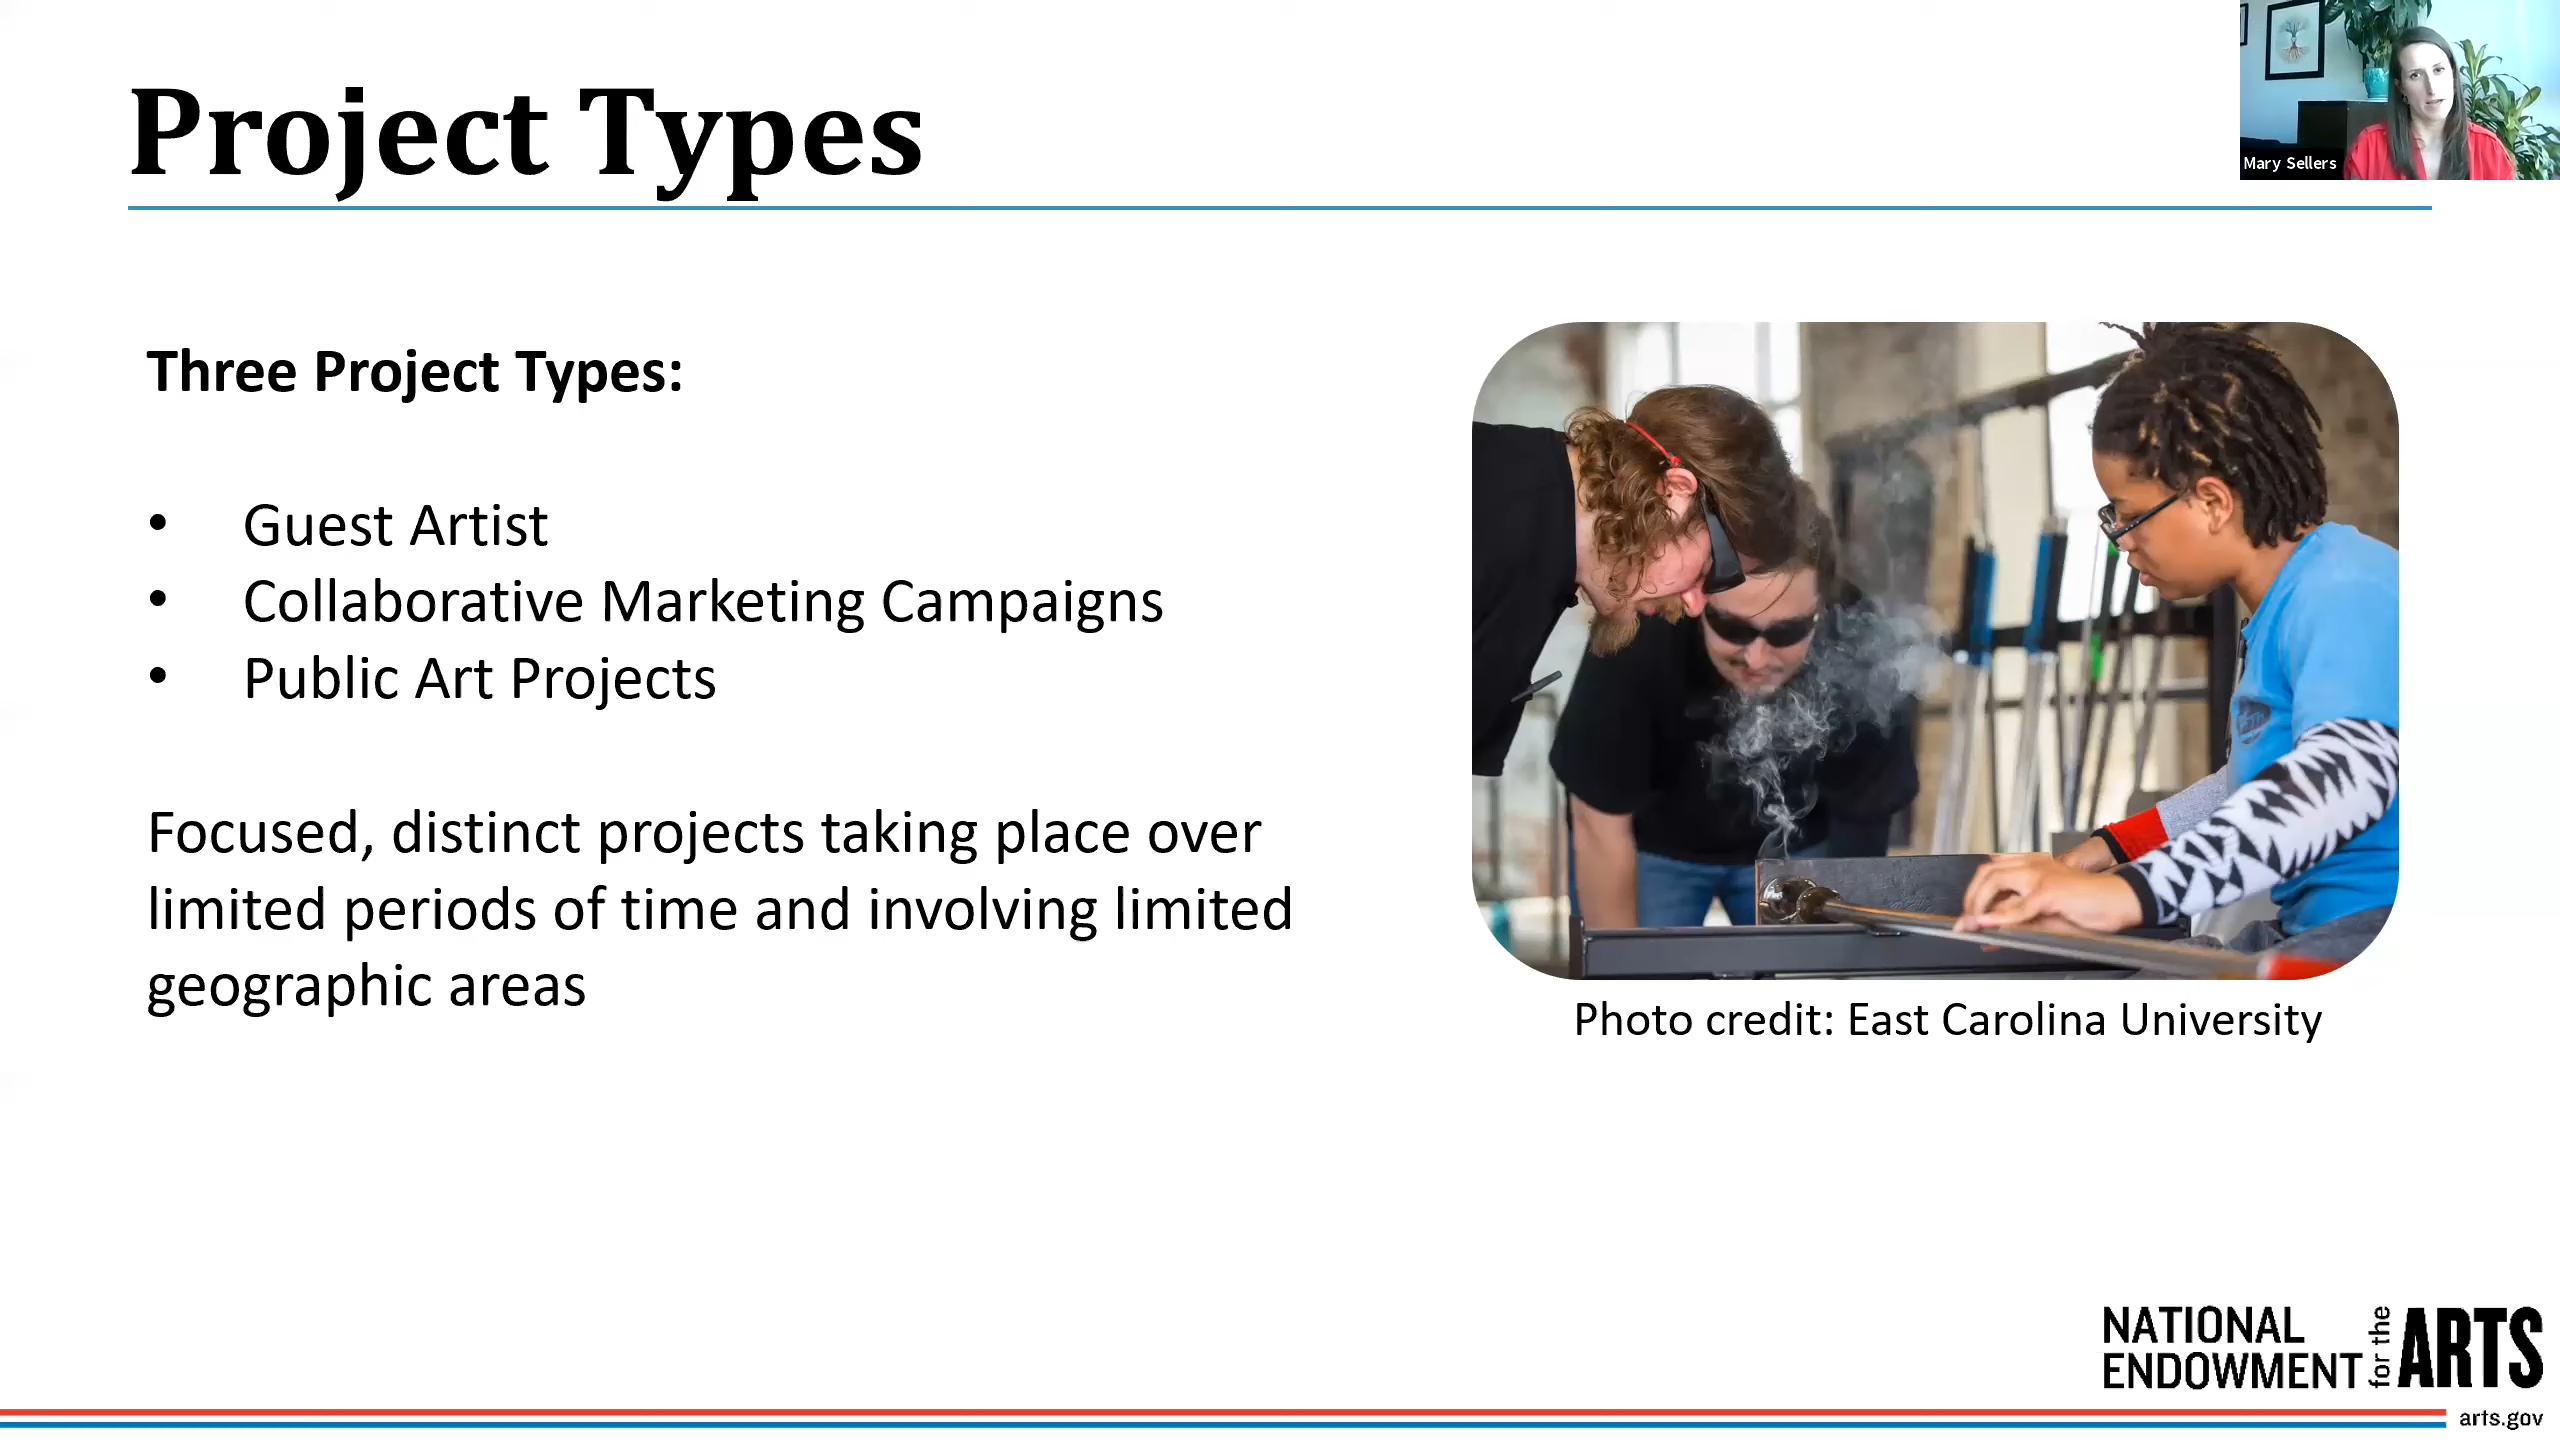 Project Types
Mary Sellers
Three Project Types:
• Guest Artist
• Collaborative Marketing Campaigns
• Public Art Projects
Focused, distinct projects taking place over
limited periods of time and involving limited
geographic areas
Photo credit: East Carolina University
NATIONAL
ENDOWMENT
for the
ARTS
arts.gov